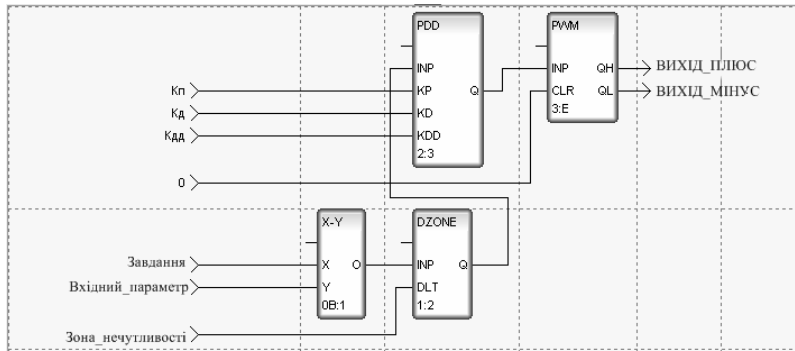 PDD
INP
KP Q
KD
KDD
2:3
PWM
INP QH
CLR QL
3:E
ВИХІД_ПЛЮС
ВИХІД_МІНУС
Кп
Кд
Кдд
0
X-Y
X O
Y
0B:1
DZONE
INP Q
DLT
1:2
Завдання
Вхідний_параметр
Зона_нечутливості